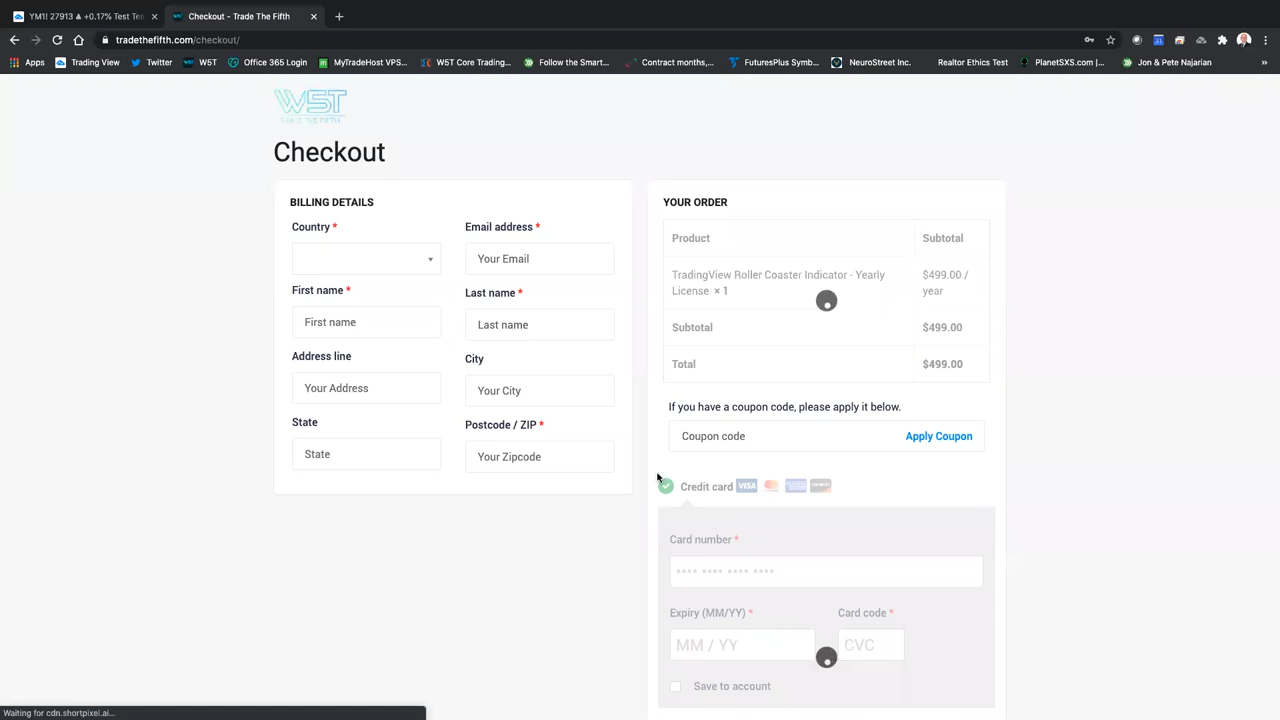 YM1! 27913 ▲ +0.17% Test Ten
Checkout - Trade The Fifth
tradethefifth.com/checkout/
Apps
Trading View
Twitter
W5T
Office 365 Login
MyTradeHost VPS...
W5T Core Trading...
Follow the Smart...
Contract months,...
FuturesPlus Symb...
NeuroStreet Inc.
Realtor Ethics Test
PlanetSXS.com |...
Jon & Pete Najarian
»
W5T
TRADE THE FIFTH
Checkout
BILLING DETAILS
Country *
Email address *
Your Email
First name *
Last name *
First name
Last name
Address line
City
Your Address
Your City
State
Postcode / ZIP *
State
Your Zipcode
YOUR ORDER
Product
Subtotal
TradingView Roller Coaster Indicator - Yearly
License × 1
$499.00 /
year
Subtotal
$499.00
Total
$499.00
If you have a coupon code, please apply it below.
Coupon code
Apply Coupon
Credit card
VISA
Card number *
•••• •••• •••• ••••
Expiry (MM/YY) *
Card code *
MM / YY
CVC
Save to account
Waiting for cdn.shortpixel.ai...